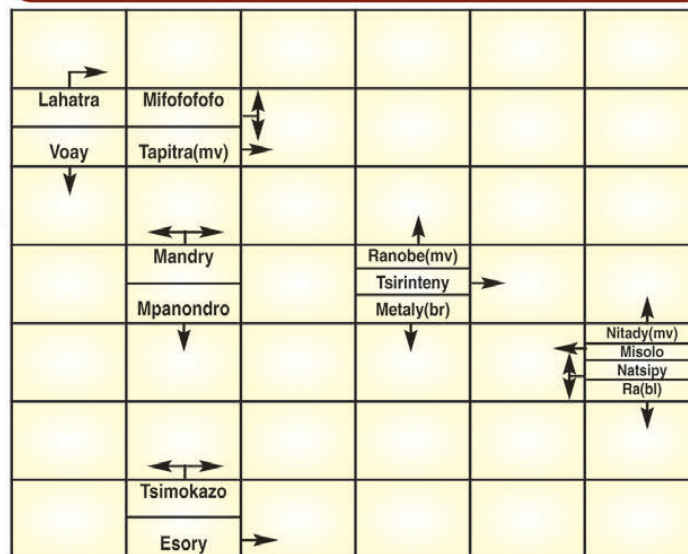 Lahatra Mifofofofo
Voay Tapitra(mv)
Mandry Ranobe(mv)
Tsirinteny
Mpanondro Metaly(br)
Nitady(mv)
Misolo
Natsipy
Ra(bl)
Tsimokazo
Esory